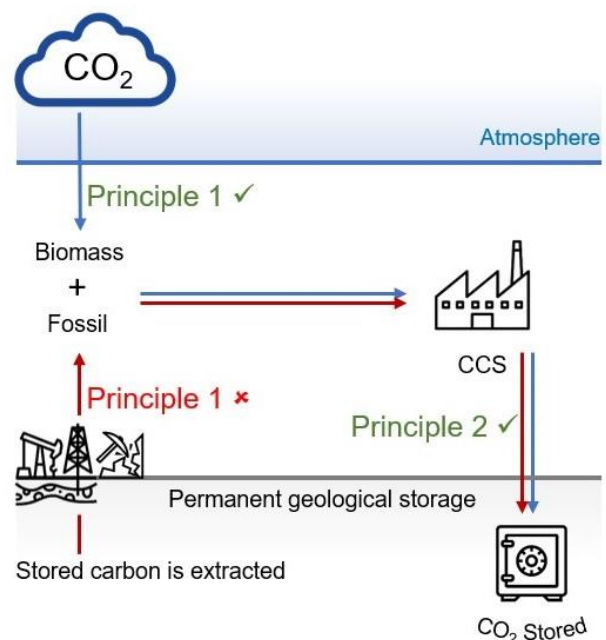 CO₂
Atmosphere
Principle 1 ✓
Biomass
+
Fossil
CCS
Principle 1 ×
Principle 2 ✓
Permanent geological storage
Stored carbon is extracted
CO₂ Stored